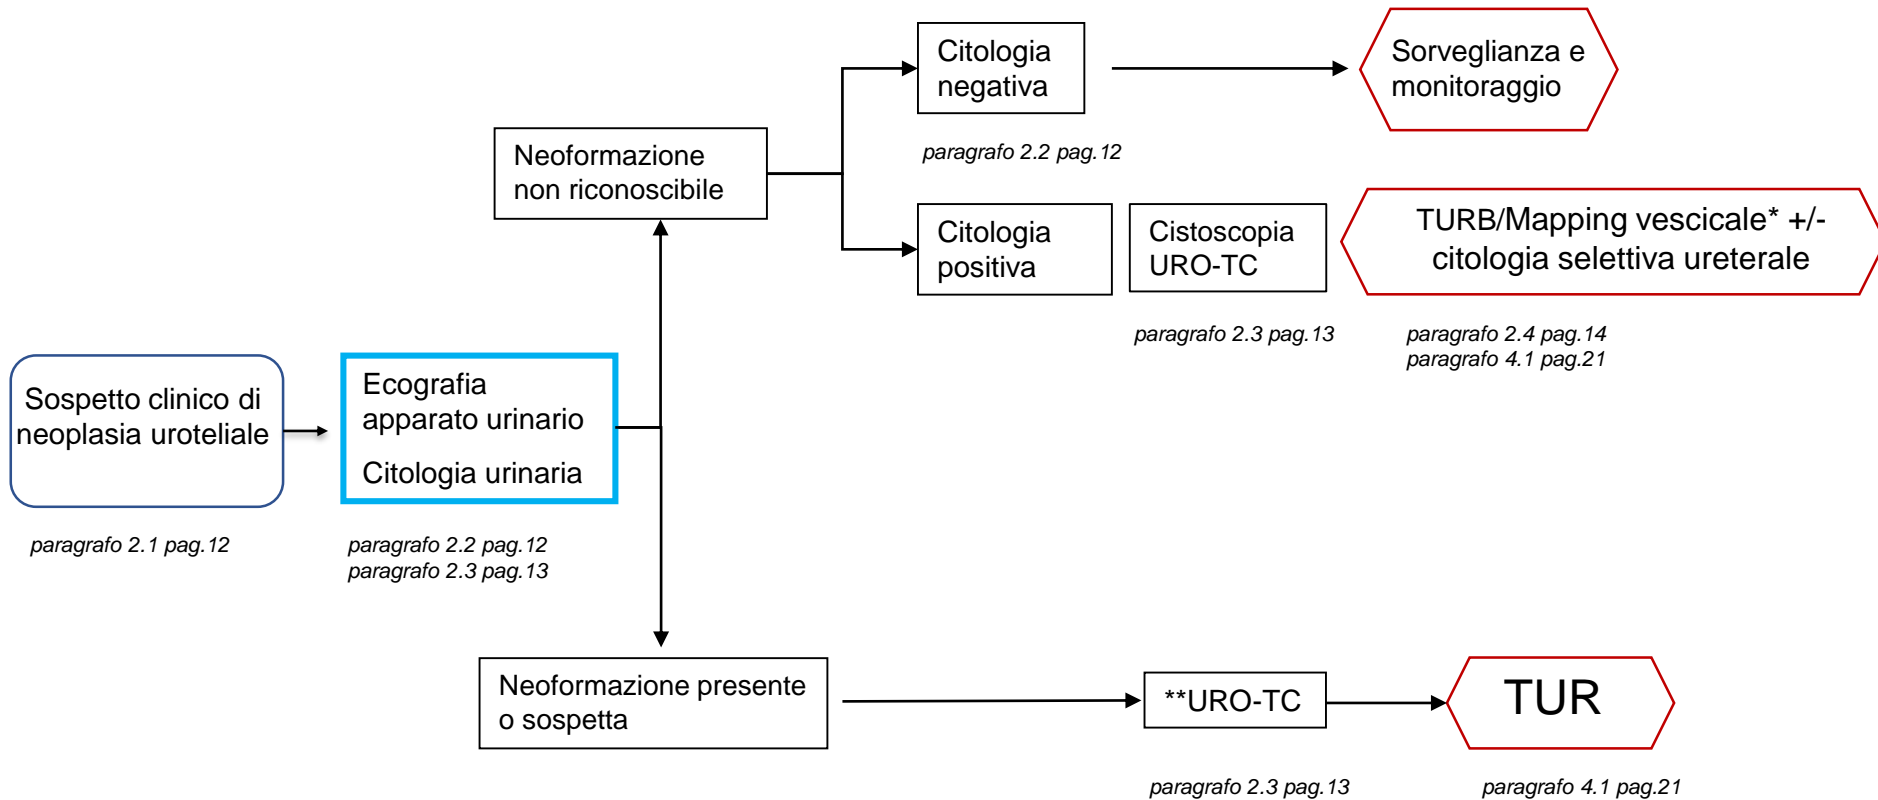 Citologia
negativa
Sorveglianza e
monitoraggio
paragrafo 2.2 pag.12
Neoformazione
non riconoscibile
Citologia
positiva
Cistoscopia
URO-TC
TURB/Mapping vescicale* +/-
citologia selettiva ureterale
paragrafo 2.3 pag.13
paragrafo 2.4 pag.14
paragrafo 4.1 pag.21
Sospetto clinico di
neoplasia uroteliale
paragrafo 2.1 pag.12
Ecografia
apparato urinario
Citologia urinaria
paragrafo 2.2 pag.12
paragrafo 2.3 pag.13
Neoformazione presente
o sospetta
**URO-TC
TUR
paragrafo 2.3 pag.13
paragrafo 4.1 pag.21